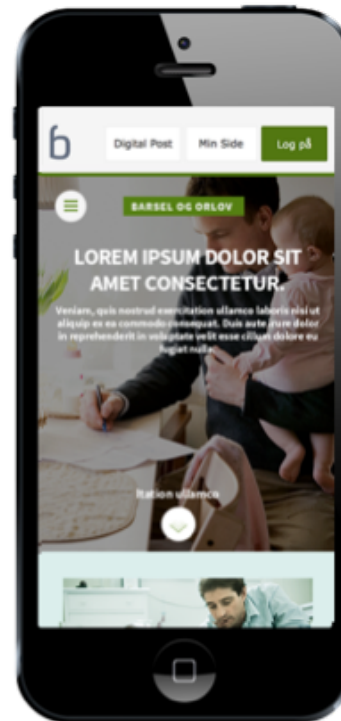 b
Digital Post Min Side Log på
BARSEL OG ORLOV
LOREM IPSUM DOLOR SIT
AMET CONSECTETUR.
Veniam, quis nostrud exercitation ullamco laboris nisi ut
aliquip ex ea commodo consequat. Duis aute irure dolor
in reprehenderit in voluptate velit esse cillum dolore eu
fugiat nulla.
Itation ullamco